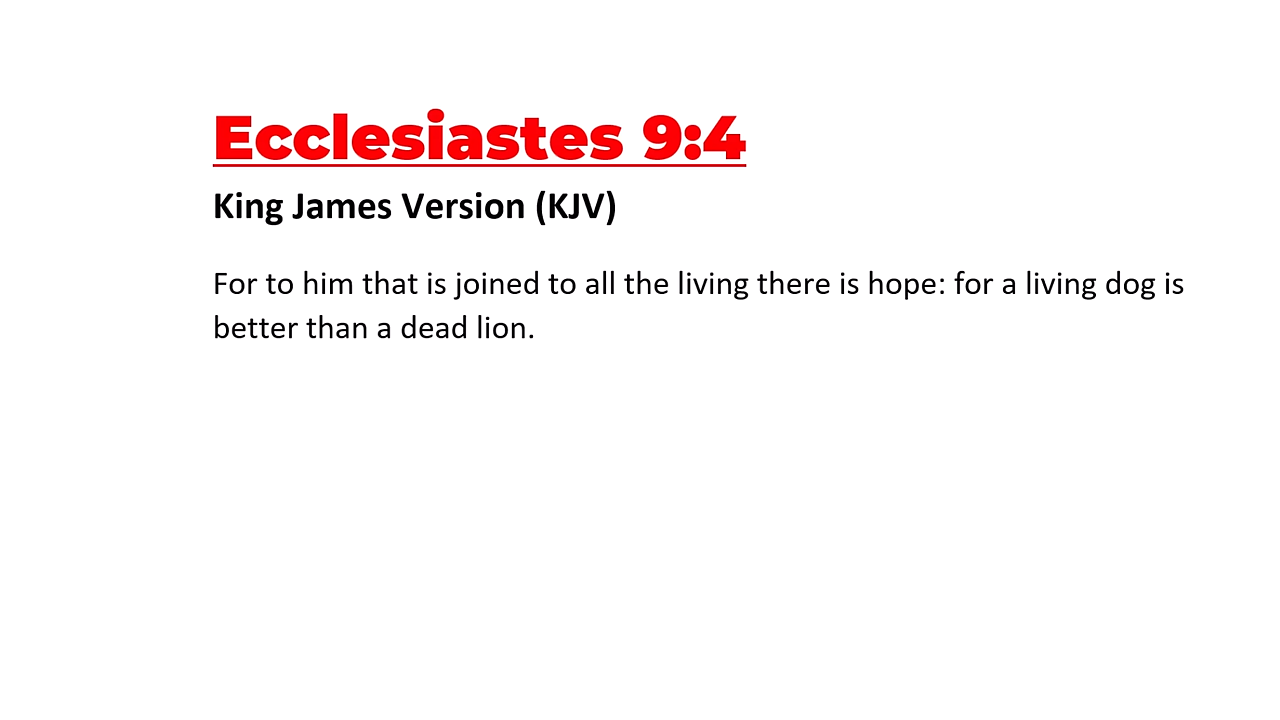 Ecclesiastes 9:4
King James Version (KJV)
For to him that is joined to all the living there is hope: for a living dog is
better than a dead lion.